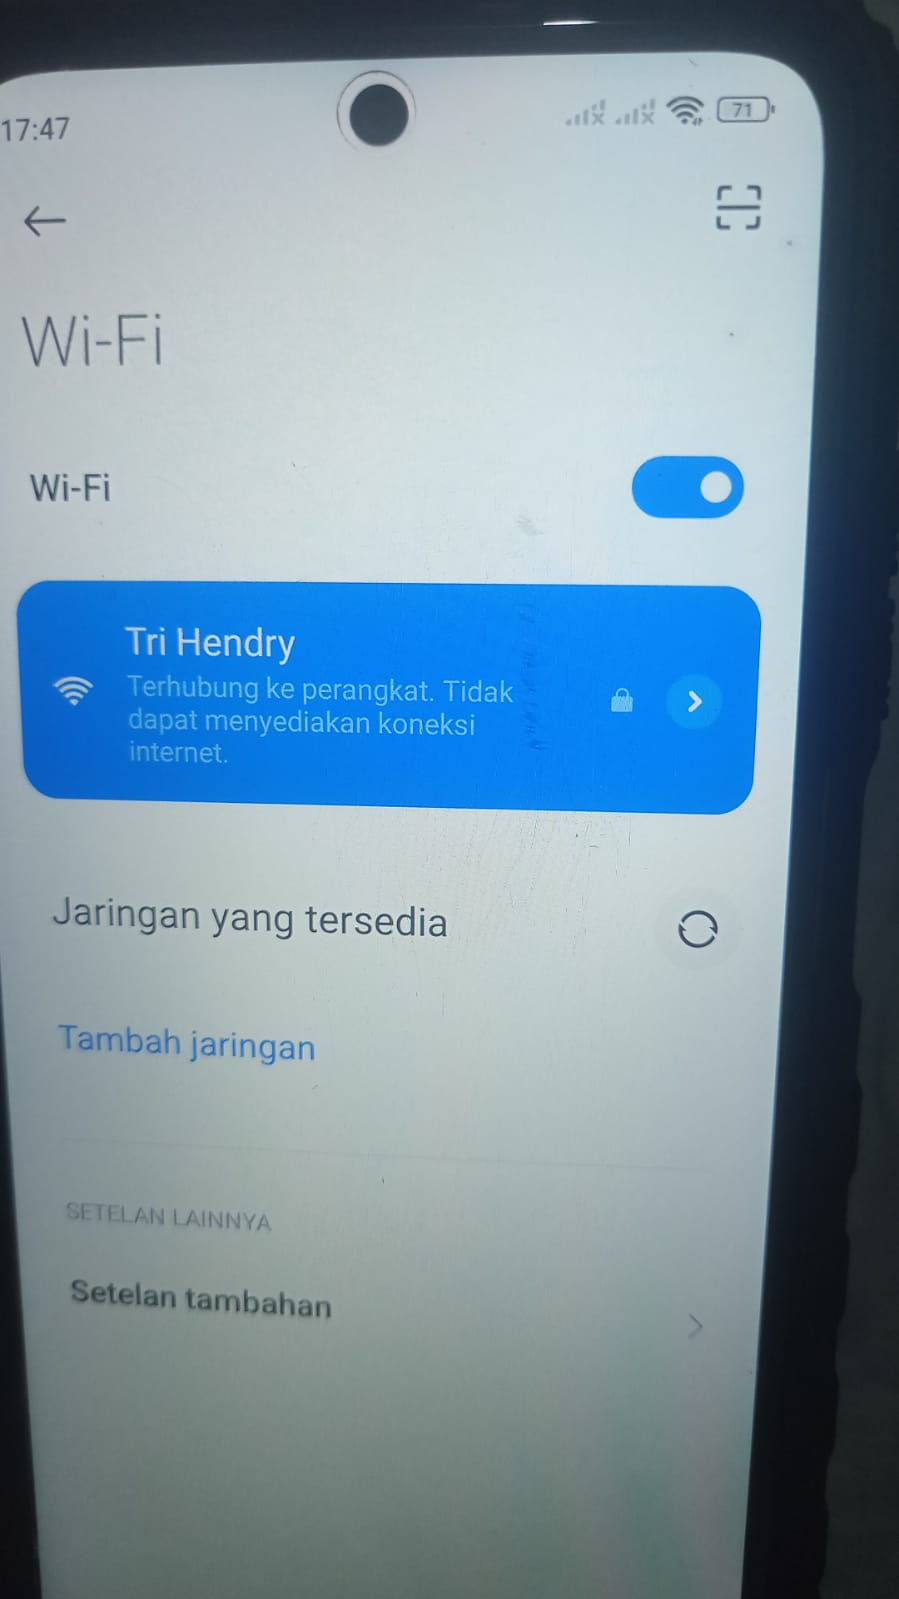 17:47
71
Wi-Fi
Wi-Fi
Tri Hendry
Terhubung ke perangkat. Tidak
dapat menyediakan koneksi
internet.
Jaringan yang tersedia
Tambah jaringan
SETELAN LAINNYA
Setelan tambahan